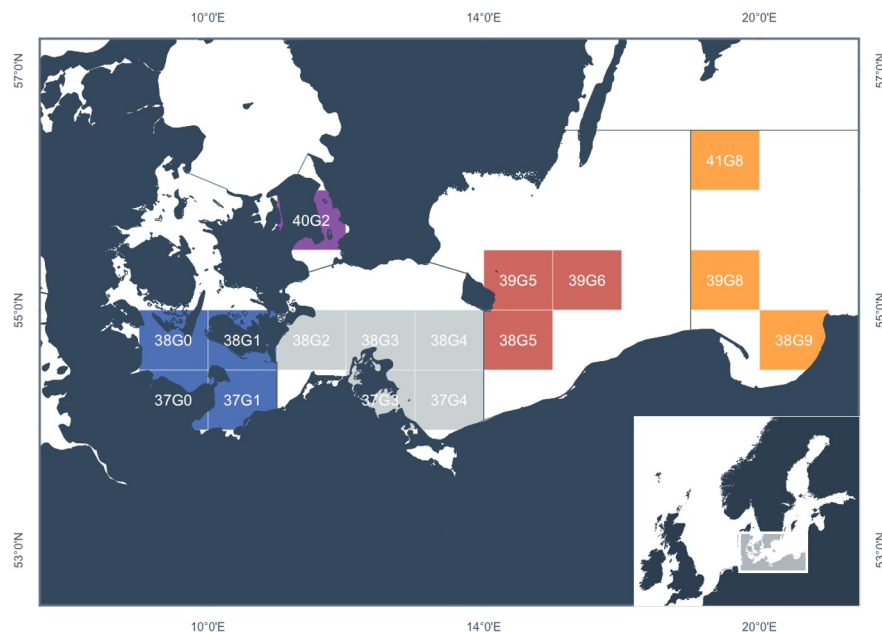 10°0'E 14°0'E 20°0'E
57°0'N 57°0'N
41G8
40G2
39G5 39G6 39G8
55°0'N 55°0'N
38G0 38G1 38G2 38G3 38G4 38G5 38G9
37G0 37G1 37G3 37G4
53°0'N 53°0'N
10°0'E 14°0'E 20°0'E